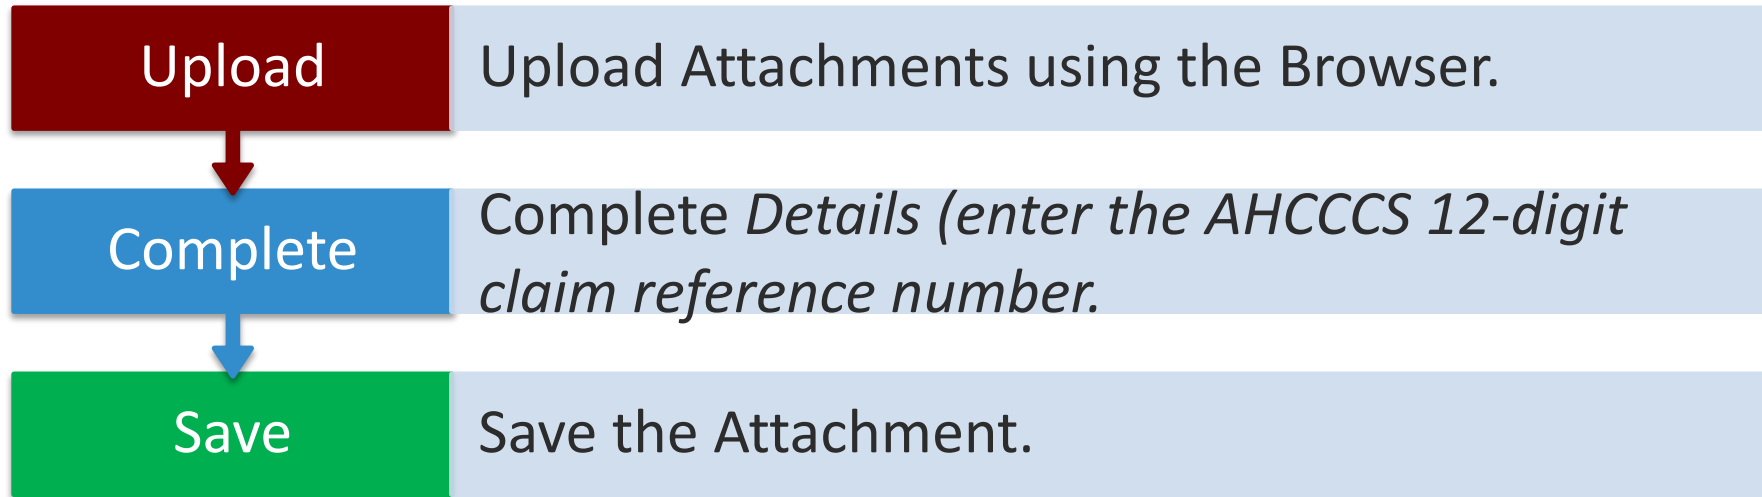 Upload
Upload Attachments using the Browser.
Complete
Complete Details (enter the AHCCCS 12-digit
claim reference number.
Save
Save the Attachment.